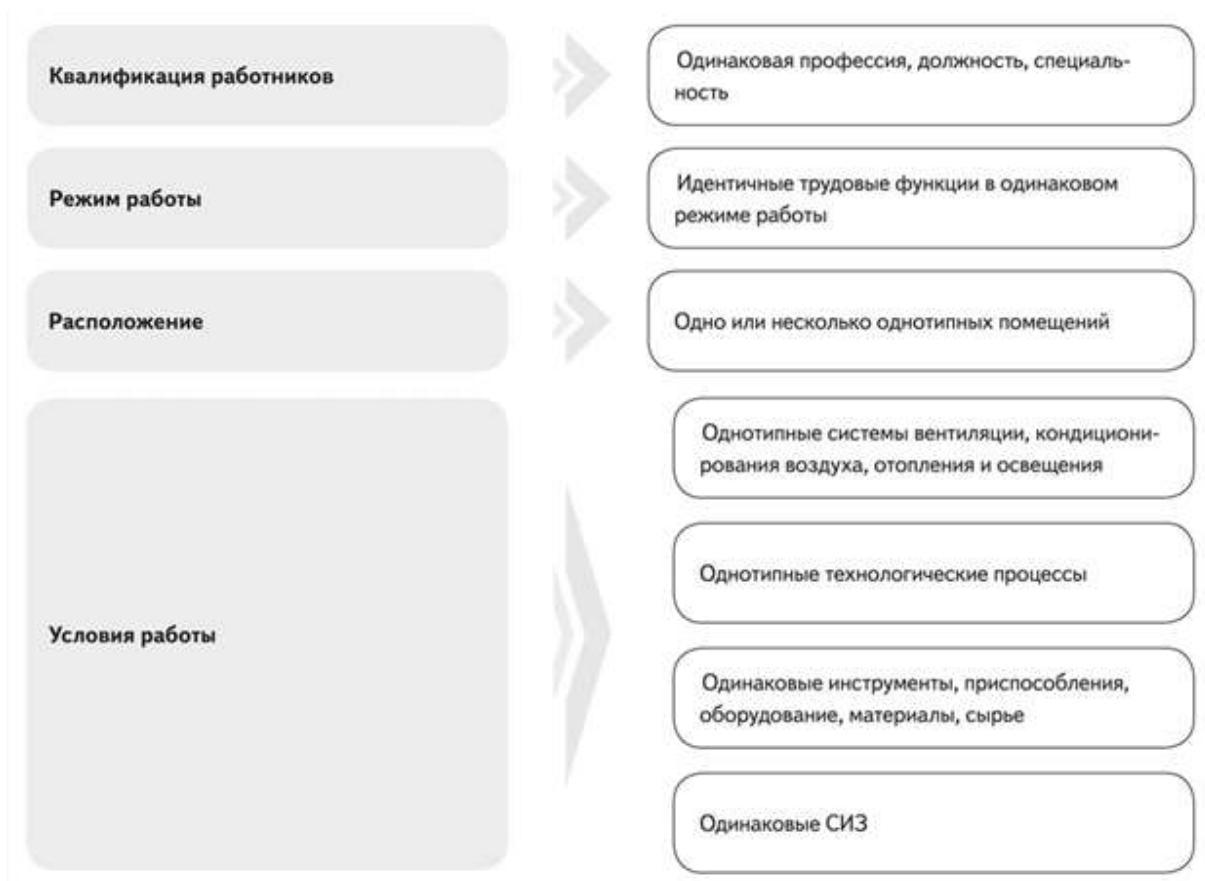 Квалификация работников
Одинаковая профессия, должность, специаль-
ность
Режим работы
Идентичные трудовые функции в одинаковом
режиме работы
Расположение
Одно или несколько однотипных помещений
Условия работы
Однотипные системы вентиляции, кондициони-
рования воздуха, отопления и освещения
Однотипные технологические процессы
Одинаковые инструменты, приспособления,
оборудование, материалы, сырье
Одинаковые СИЗ